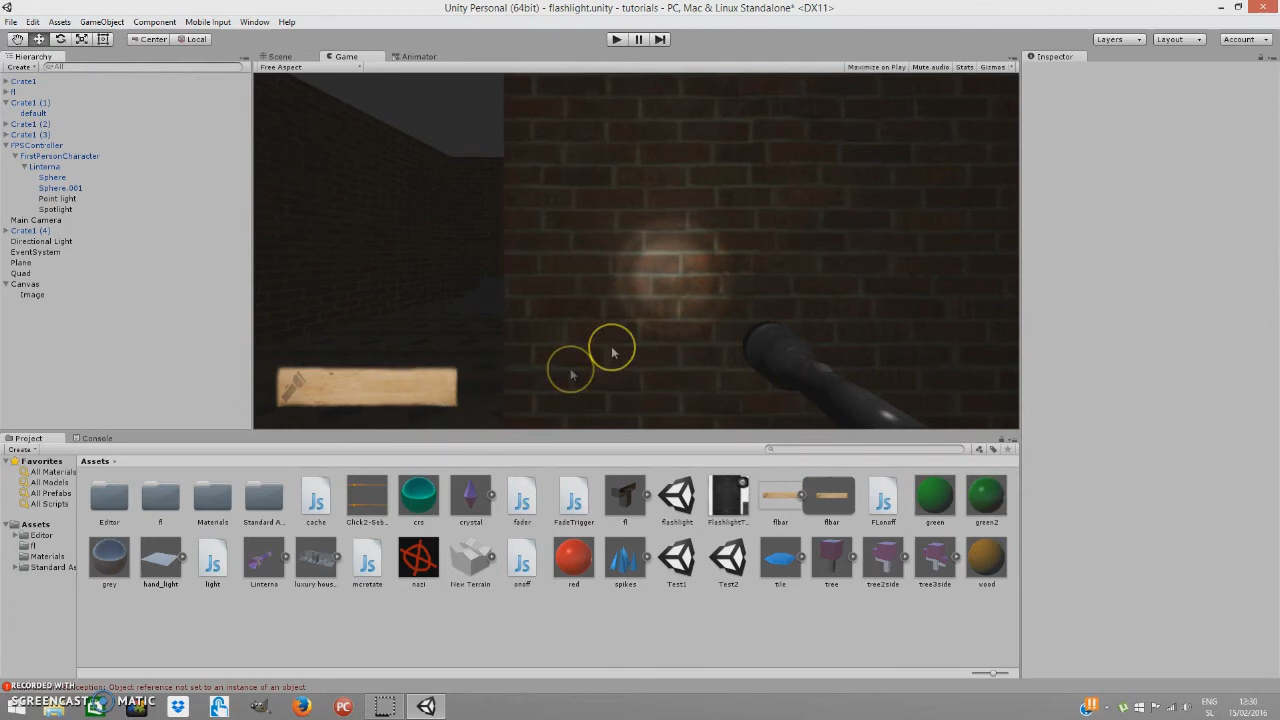 Unity Personal (64bit) - flashlight.unity - tutorials - PC, Mac & Linux Standalone* <DX11>
File Edit Assets GameObject Component Mobile Input Window Help
Center Local Layers Layout Account
Hierarchy Scene Game Animator Inspector
Create All Free Aspect Maximize on Play Mute audio Stats Gizmos
Crate1
fl
Crate1 (1)
default
Crate1 (2)
Crate1 (3)
FPSController
FirstPersonCharacter
Linterna
Sphere
Sphere.001
Point light
Spotlight
Main Camera
Crate1 (4)
Directional Light
EventSystem
Plane
Quad
Canvas
Image
Project Console
Create
Favorites
All Materials
All Models
All Prefabs
All Scripts
Assets
Editor
fl
Materials
Standard As
Assets
Editor fl Materials Standard A... cache Click2-Seb... crs crystal fader FadeTrigger fl flashlight FlashlightT... flbar flbar FLonoff green green2
grey hand_light light Linterna luxury hous... mcrotate nazi New Terrain onoff red spikes Test1 Test2 tile tree tree2side tree3side wood
Object reference not set to an instance of an object
RECORDED WITH
SCREENCAST MATIC
ENG
SL
12:30
15/02/2016